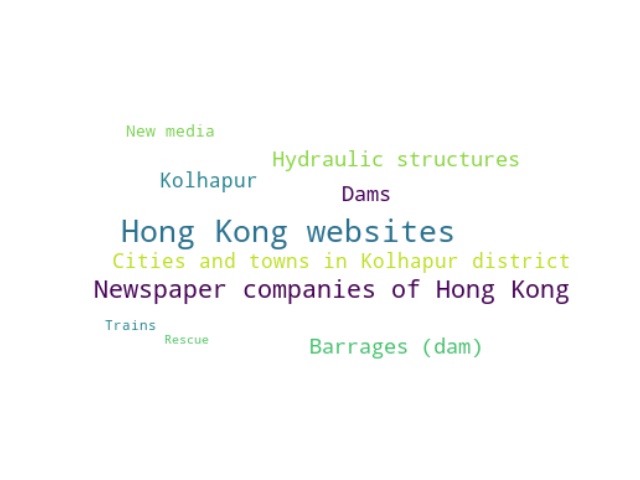 New media
Hydraulic structures
Kolhapur
Dams
Hong Kong websites
Cities and towns in Kolhapur district
Newspaper companies of Hong Kong
Trains
Rescue
Barrages (dam)